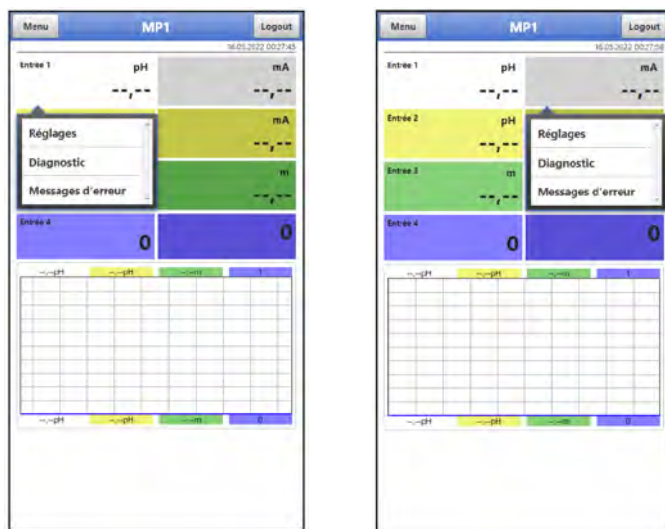 Menu MP1 Logout
16.05.2022 00:27:45
Entrée 1 pH mA
--,-- --,--
mA
--,--
Réglages
Diagnostic
Messages d'erreur
m
--,--
Entrée 4
0 0
--,--pH --,--pH --,--m 1
--,--pH --,--pH --,--m 0
Menu MP1 Logout
16.05.2022 00:27:58
Entrée 1 pH mA
--,-- --,--
Entrée 2 pH
--,--
Entrée 3 m
--,--
Réglages
Diagnostic
Messages d'erreur
Entrée 4
0 0
--,--pH --,--pH --,--m 1
--,--pH --,--pH --,--m 0